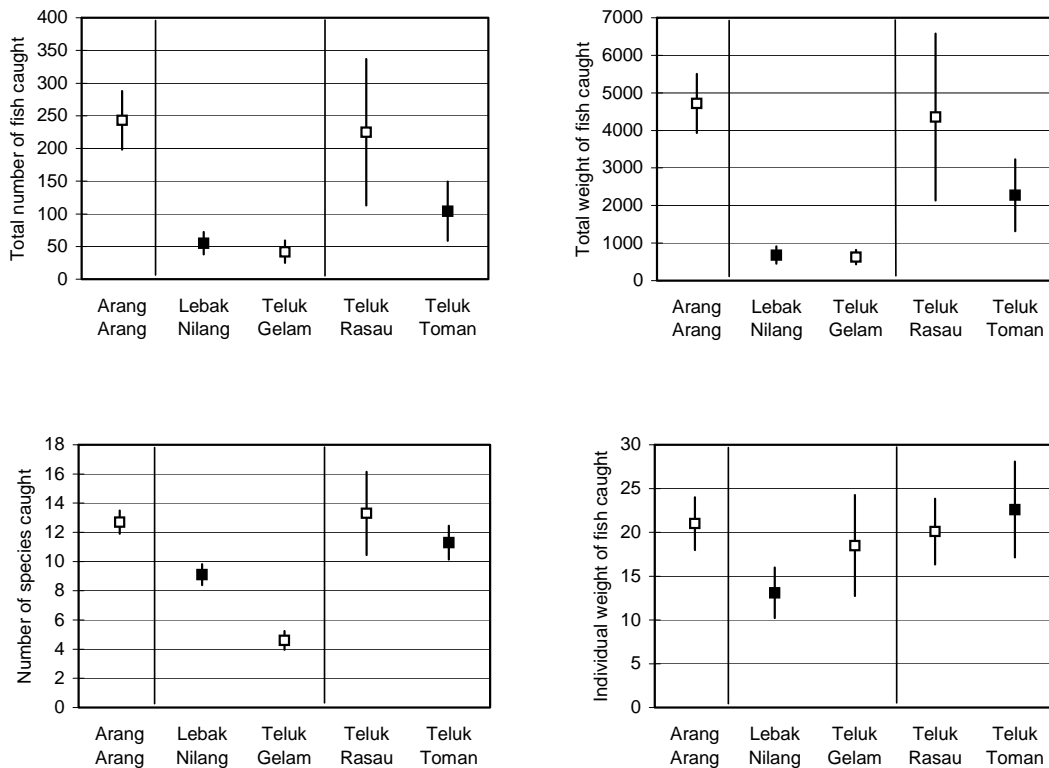 Total number of fish caught
400
350
300
250
200
150
100
50
0
Arang
Arang
Lebak
Nilang
Teluk
Gelam
Teluk
Rasau
Teluk
Toman
Total weight of fish caught
7000
6000
5000
4000
3000
2000
1000
0
Arang
Arang
Lebak
Nilang
Teluk
Gelam
Teluk
Rasau
Teluk
Toman
Number of species caught
18
16
14
12
10
8
6
4
2
0
Arang
Arang
Lebak
Nilang
Teluk
Gelam
Teluk
Rasau
Teluk
Toman
Individual weight of fish caught
30
25
20
15
10
5
0
Arang
Arang
Lebak
Nilang
Teluk
Gelam
Teluk
Rasau
Teluk
Toman